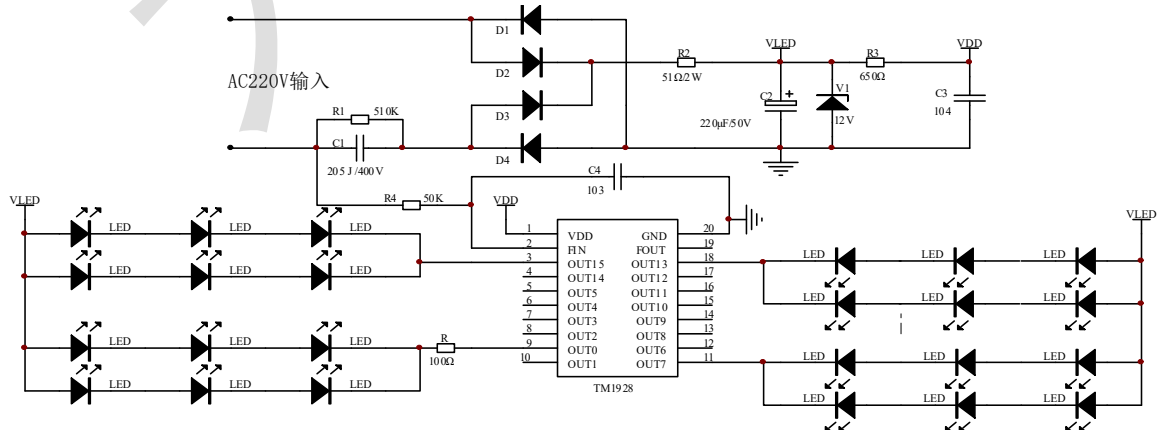 D1
D2
AC220V输入
D3
D4
R1 510K
C1
205J/400V
R2
51Ω/2W
VLED
C2 +
220μF/50V
V1
12V
R3
650Ω
VDD
C3
104
C4
103
R4 50K
VDD
VLED
LED LED LED
LED LED LED
LED LED LED
LED LED LED
R
100Ω
1 VDD GND 20
2 FIN FOUT 19
3 OUT15 OUT13 18
4 OUT14 OUT12 17
5 OUT5 OUT11 16
6 OUT4 OUT10 15
7 OUT3 OUT9 14
8 OUT2 OUT8 13
9 OUT0 OUT6 12
10 OUT1 OUT7 11
TM1928
VLED
LED LED LED
LED LED LED
LED LED LED
LED LED LED